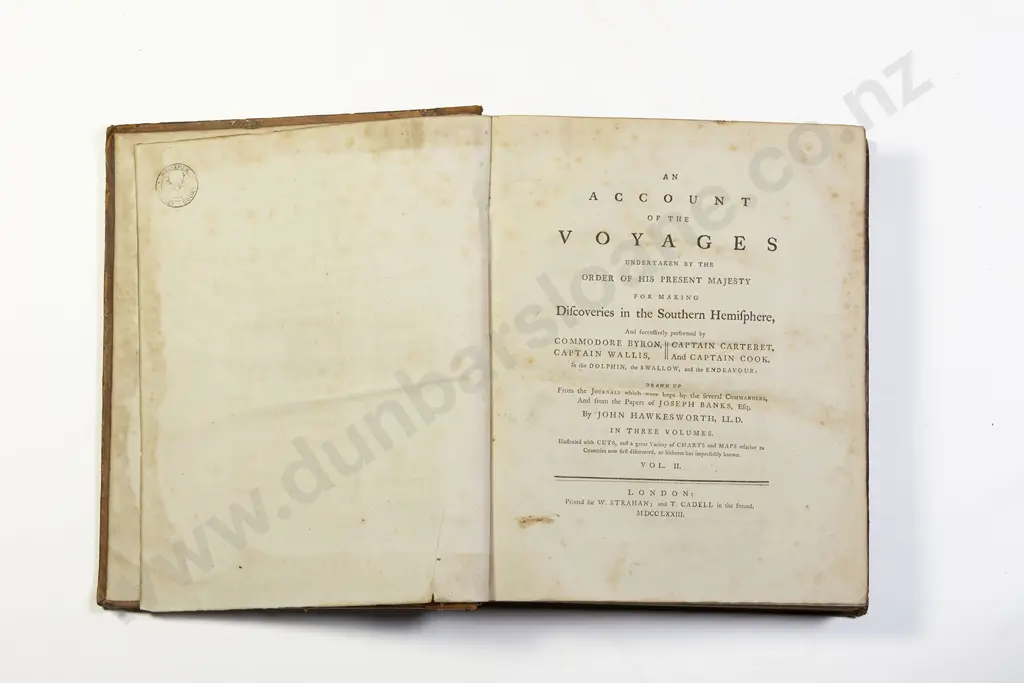 AN
ACCOUNT
OF THE
VOYAGES
UNDERTAKEN BY THE
ORDER OF HIS PRESENT MAJESTY
FOR MAKING
Diſcoveries in the Southern Hemiſphere,
And ſucceſſively performed by
COMMODORE BYRON, CAPTAIN CARTERET,
CAPTAIN WALLIS, And CAPTAIN COOK,
In the DOLPHIN, the SWALLOW, and the ENDEAVOUR:
DRAWN UP
From the JOURNALS which were kept by the ſeveral COMMANDERS,
And from the Papers of JOSEPH BANKS, Eſq;
By JOHN HAWKESWORTH, LL.D.
IN THREE VOLUMES.
Illuſtrated with CUTS, and a great Variety of CHARTS and MAPS relative to
Countries now firſt diſcovered, or hitherto but imperfectly known.
VOL. II.
LONDON:
Printed for W. STRAHAN; and T. CADELL in the Strand.
MDCCLXXIII.
www.dunbarsloane.co.nz